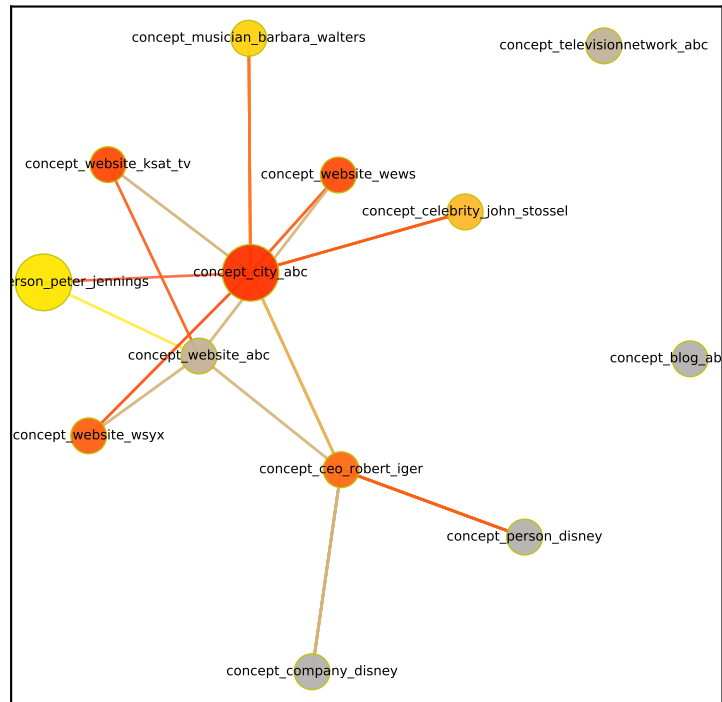 concept_musician_barbara_walters
concept_televisionnetwork_abc
concept_website_ksat_tv
concept_website_wews
concept_celebrity_john_stossel
concept_city_abc
erson_peter_jennings
concept_website_abc
concept_blog_ab
concept_website_wsyx
concept_ceo_robert_iger
concept_person_disney
concept_company_disney